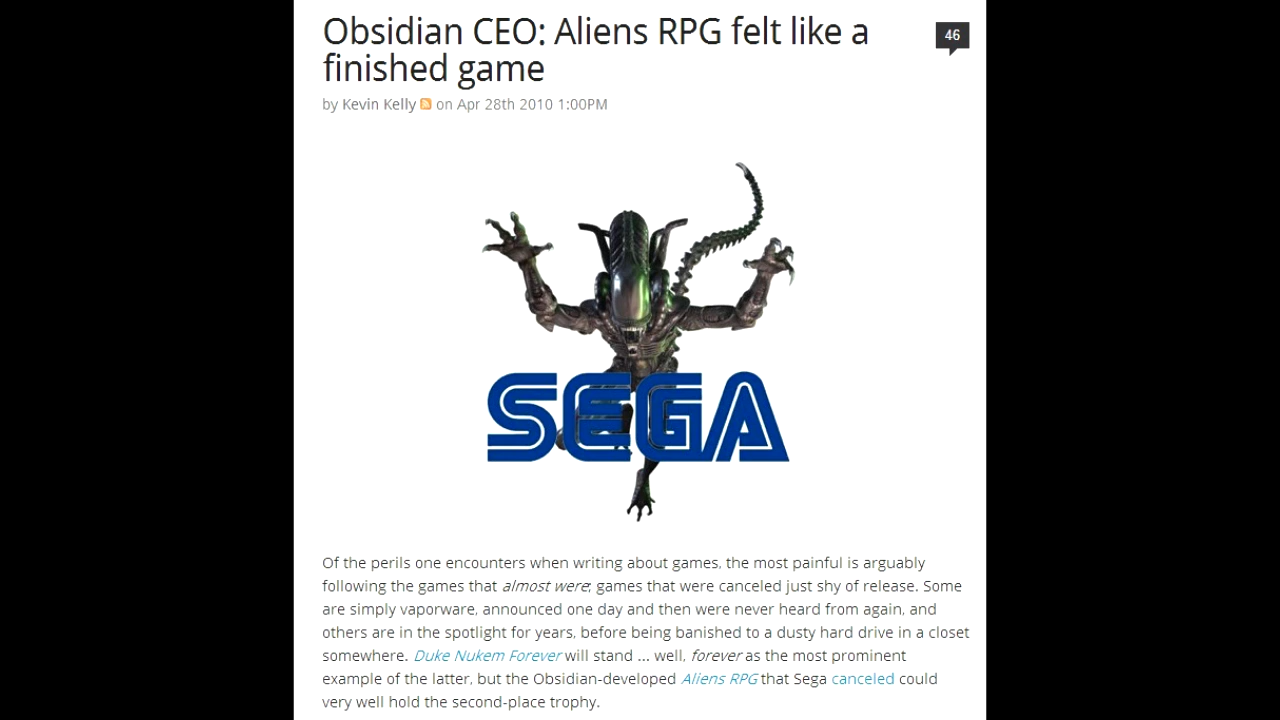 Obsidian CEO: Aliens RPG felt like a
finished game
46
by Kevin Kelly on Apr 28th 2010 1:00PM
SEGA
Of the perils one encounters when writing about games, the most painful is arguably
following the games that almost were; games that were canceled just shy of release. Some
are simply vaporware, announced one day and then were never heard from again, and
others are in the spotlight for years, before being banished to a dusty hard drive in a closet
somewhere. Duke Nukem Forever will stand ... well, forever as the most prominent
example of the latter, but the Obsidian-developed Aliens RPG that Sega canceled could
very well hold the second-place trophy.